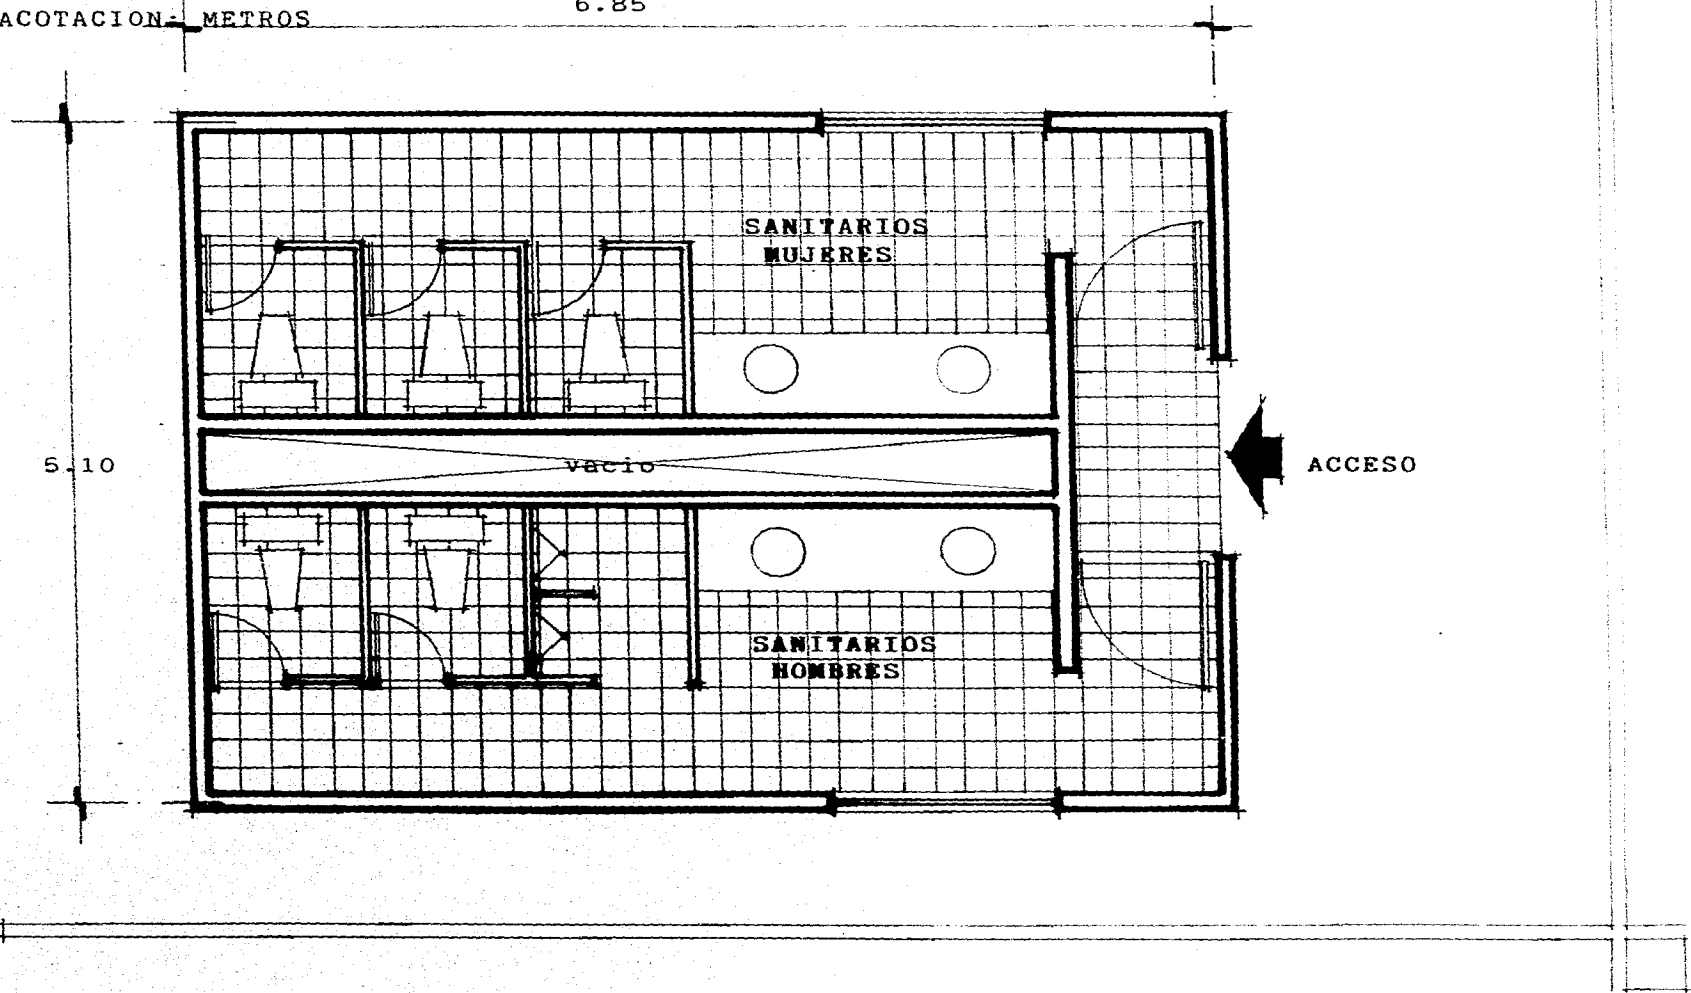 6.85
ACOTACION: METROS
SANITARIOS
MUJERES
5.10
vacio
ACCESO
SANITARIOS
HOMBRES